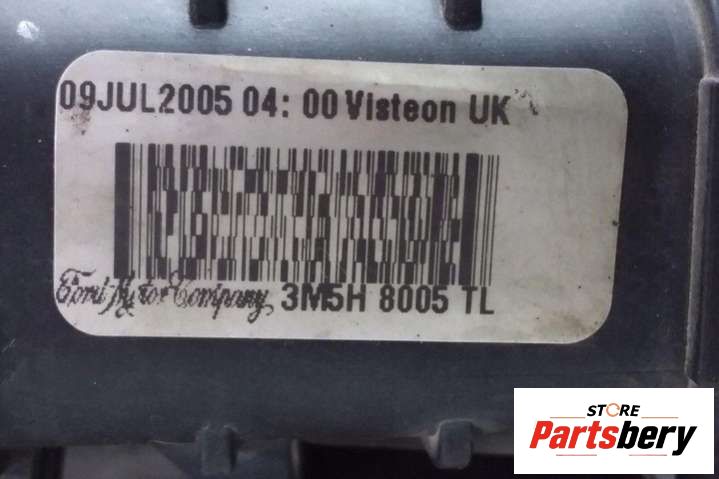 09JUL2005 04: 00 Visteon UK
Ford Motor Company 3M5H 8005 TL
STORE
Partsbery